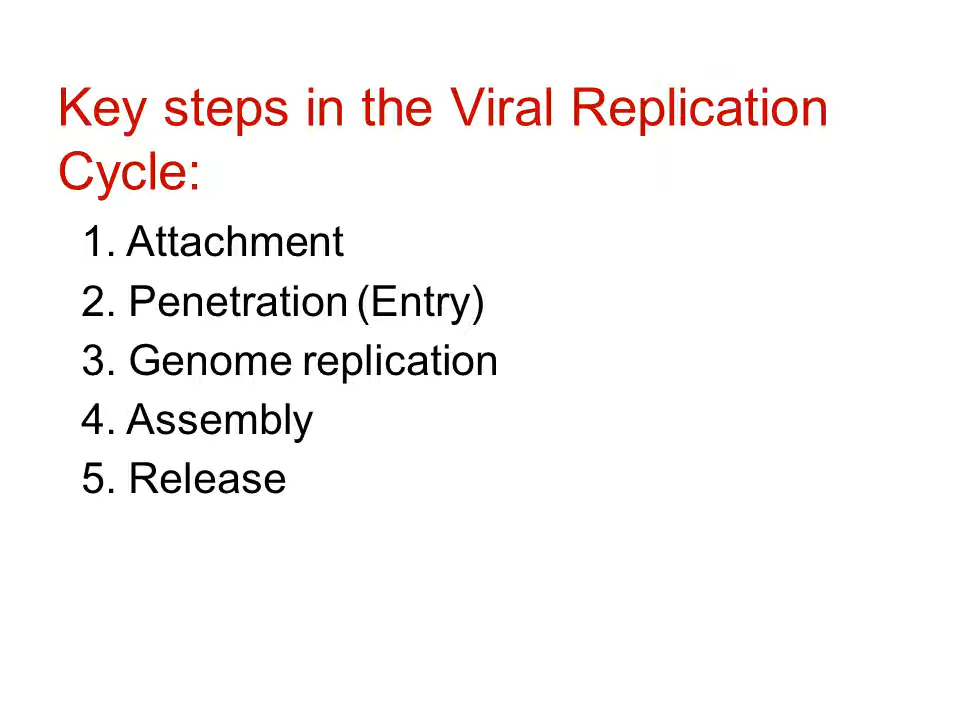 Key steps in the Viral Replication
Cycle:
1. Attachment
2. Penetration (Entry)
3. Genome replication
4. Assembly
5. Release